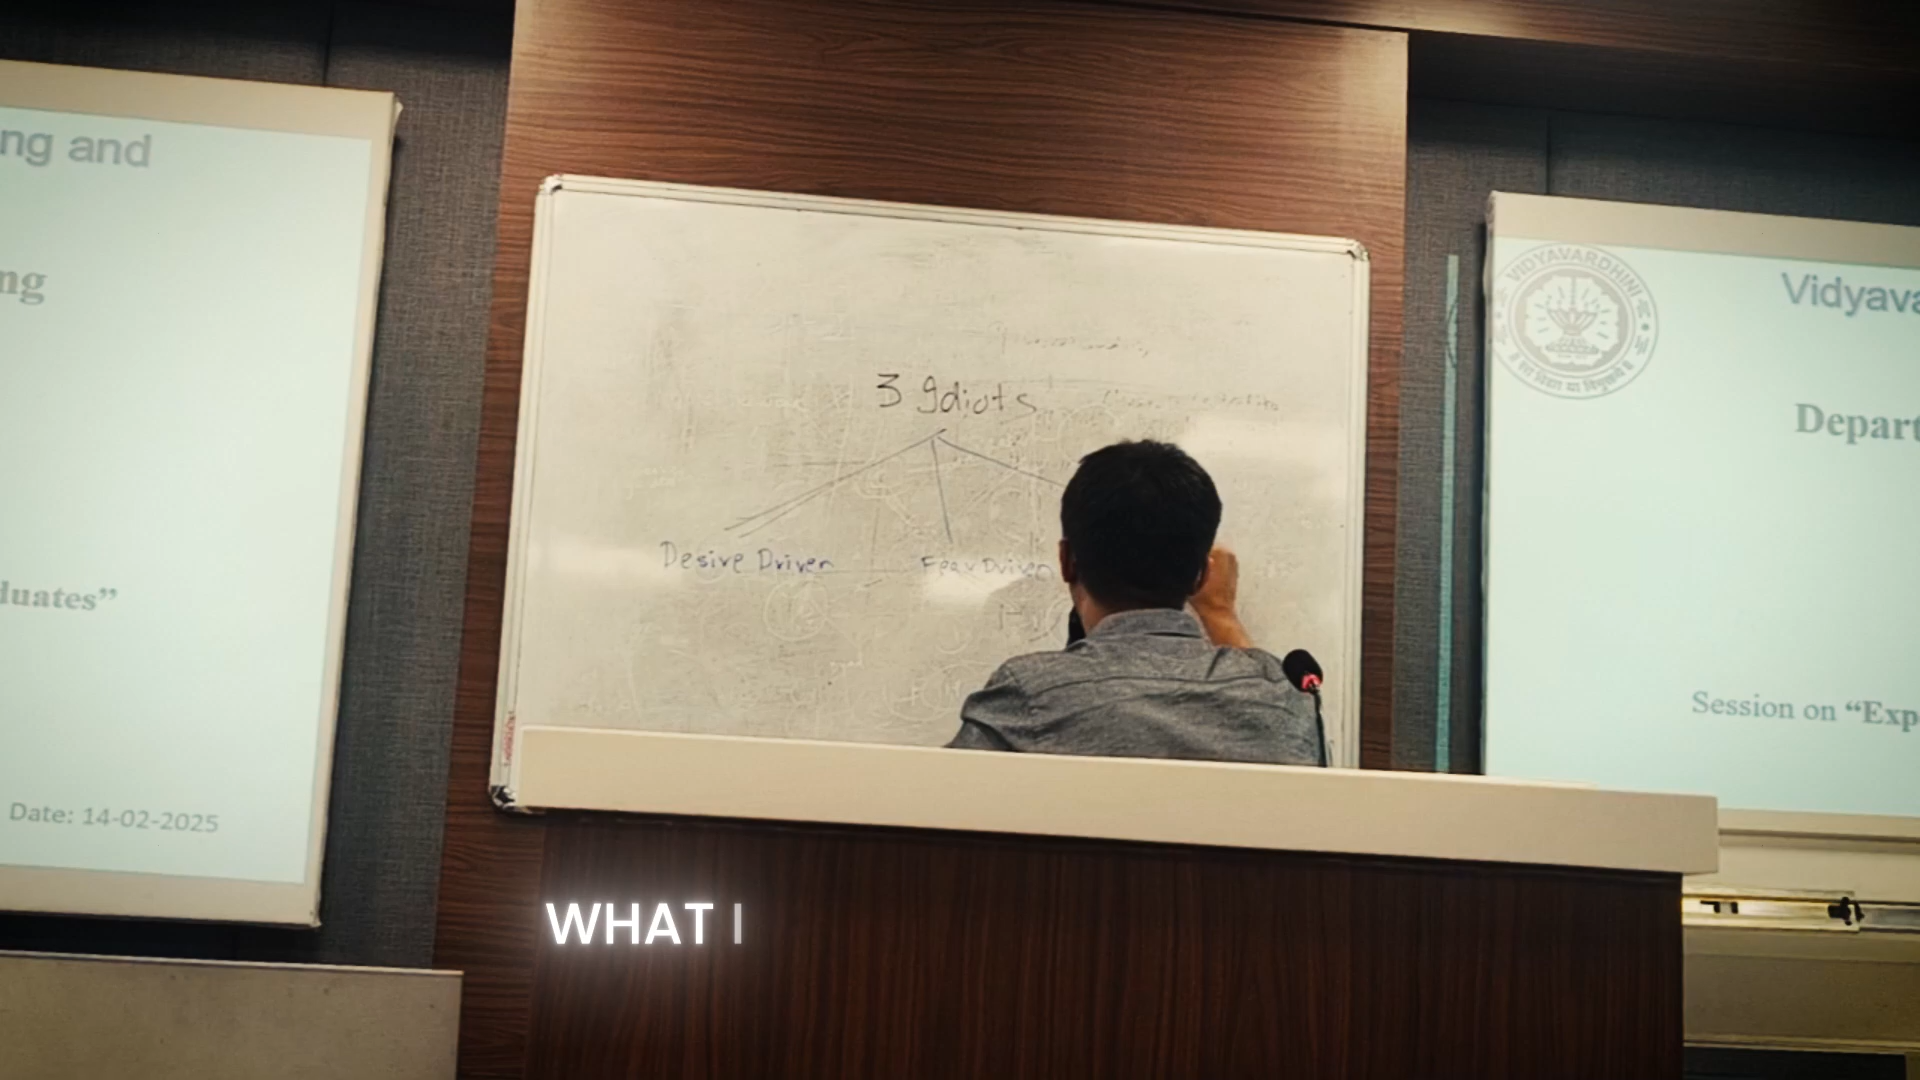 ng and
ng
duates”
Date: 14-02-2025
3 Idiots
Desire Driven
Fear Driven
VIDYAVARDHINI
Vidyava
Depart
Session on “Exp
WHAT I